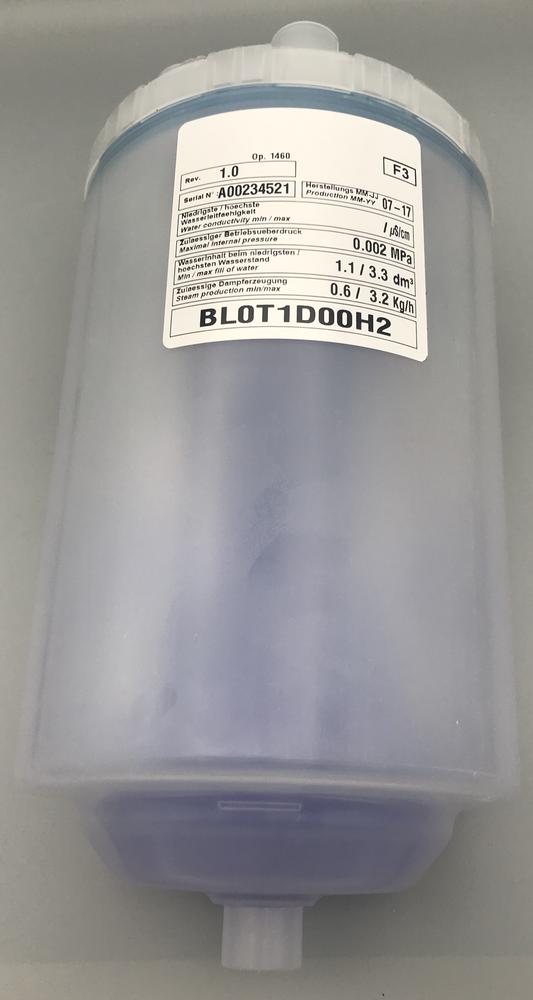 Op. 1460
Rev. 1.0 F3
Serial N° A00234521 Herstellungs MM-JJ
Production MM-YY 07-17
Niedrigste / hoechste
Wasserleitfaehigkeit
Water conductivity min / max / µS/cm
Zulaessiger Betriebsueberdruck
Maximal internal pressure 0.002 MPa
Wasserinhalt beim niedrigsten /
hoechsten Wasserstand
Min / max fill of water 1.1 / 3.3 dm³
Zulaessige Dampferzeugung
Steam production min/max 0.6 / 3.2 Kg/h
BL0T1D00H2